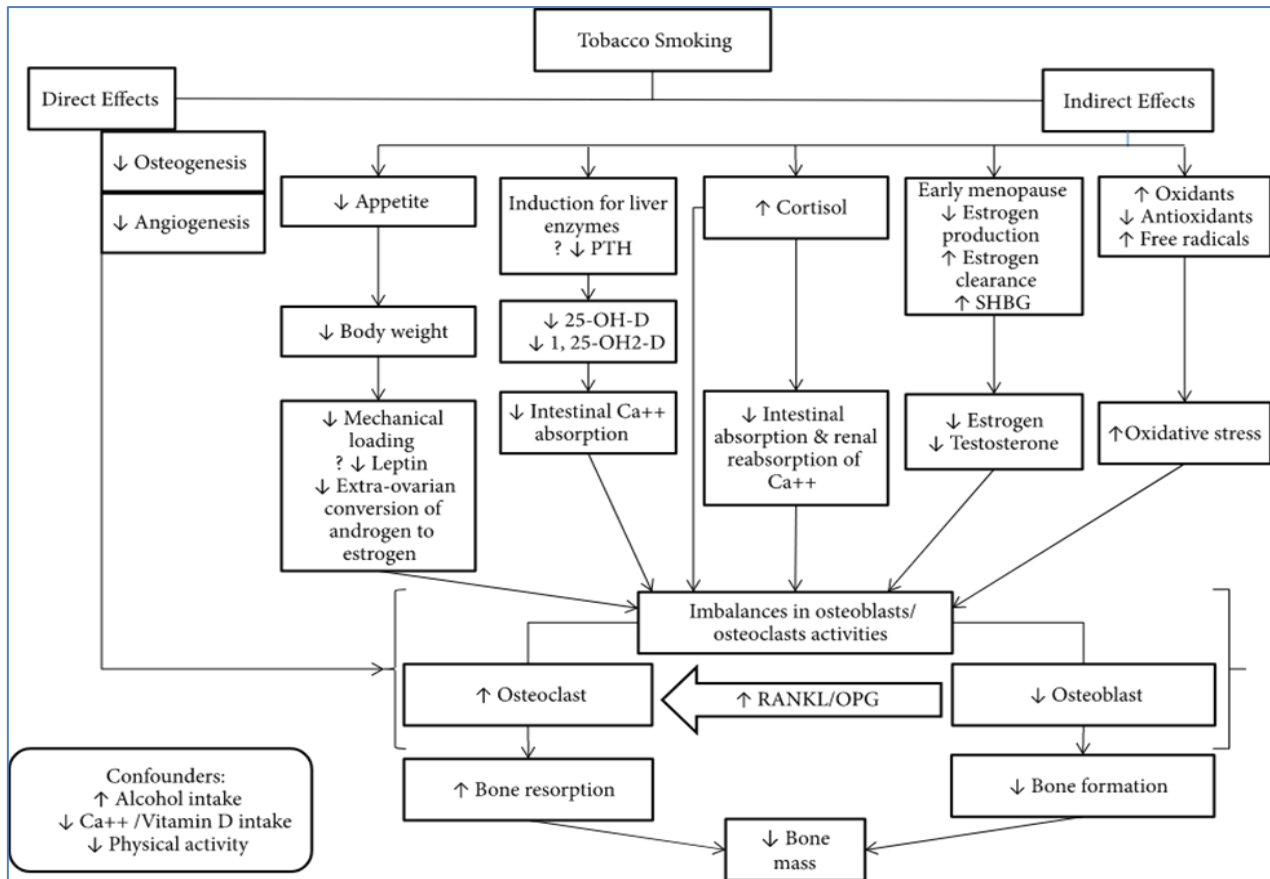 Tobacco Smoking
Direct Effects
Indirect Effects
↓ Osteogenesis
↓ Angiogenesis
↓ Appetite
Induction for liver
enzymes
? ↓ PTH
↑ Cortisol
Early menopause
↓ Estrogen
production
↑ Estrogen
clearance
↑ SHBG
↑ Oxidants
↓ Antioxidants
↑ Free radicals
↓ Body weight
↓ 25-OH-D
↓ 1, 25-OH2-D
↓ Mechanical
loading
? ↓ Leptin
↓ Extra-ovarian
conversion of
androgen to
estrogen
↓ Intestinal Ca++
absorption
↓ Intestinal
absorption & renal
reabsorption of
Ca++
↓ Estrogen
↓ Testosterone
↑Oxidative stress
Imbalances in osteoblasts/
osteoclasts activities
↑ Osteoclast
↑ RANKL/OPG
↓ Osteoblast
↑ Bone resorption
↓ Bone formation
↓ Bone
mass
Confounders:
↑ Alcohol intake
↓ Ca++ /Vitamin D intake
↓ Physical activity